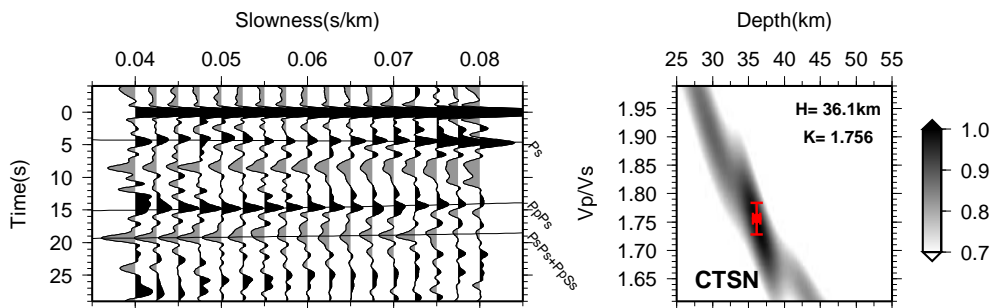 Slowness(s/km)
0.04 0.05 0.06 0.07 0.08
Time(s)
0
5
10
15
20
25
Ps
PpPs
PsPs+PpSs
Depth(km)
25 30 35 40 45 50 55
Vp/Vs
1.95
1.90
1.85
1.80
1.75
1.70
1.65
H= 36.1km
K= 1.756
CTSN
1.0
0.9
0.8
0.7